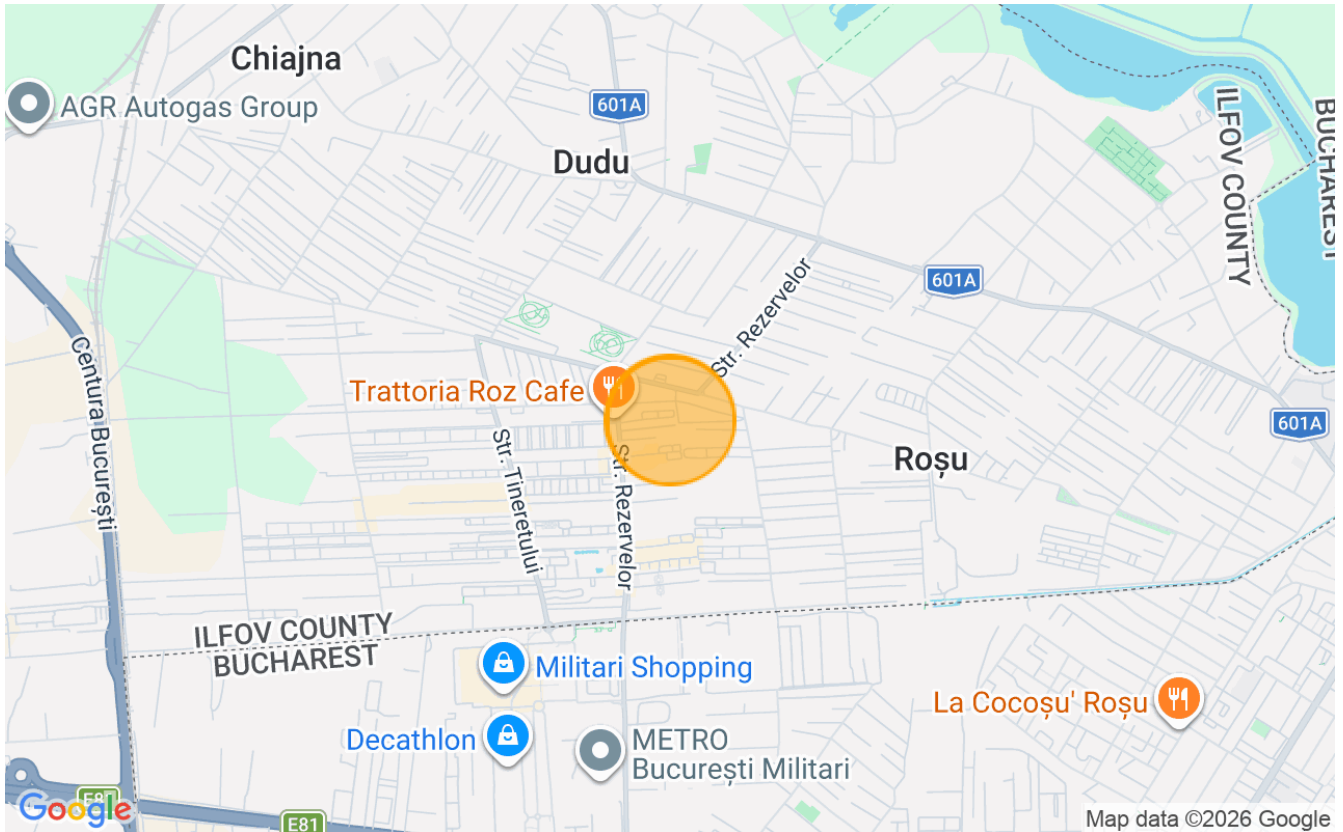 Chiajna
AGR Autogas Group
601A
Dudu
ILFOV COUNTY
BUCHAREST
601A
Str. Rezervelor
Centura București
Trattoria Roz Cafe
601A
Roșu
Str. Tineretului
Str. Rezervelor
ILFOV COUNTY
BUCHAREST
Militari Shopping
La Cocoșu' Roșu
Decathlon
METRO
București Militari
E81
E81
Google
Map data ©2026 Google